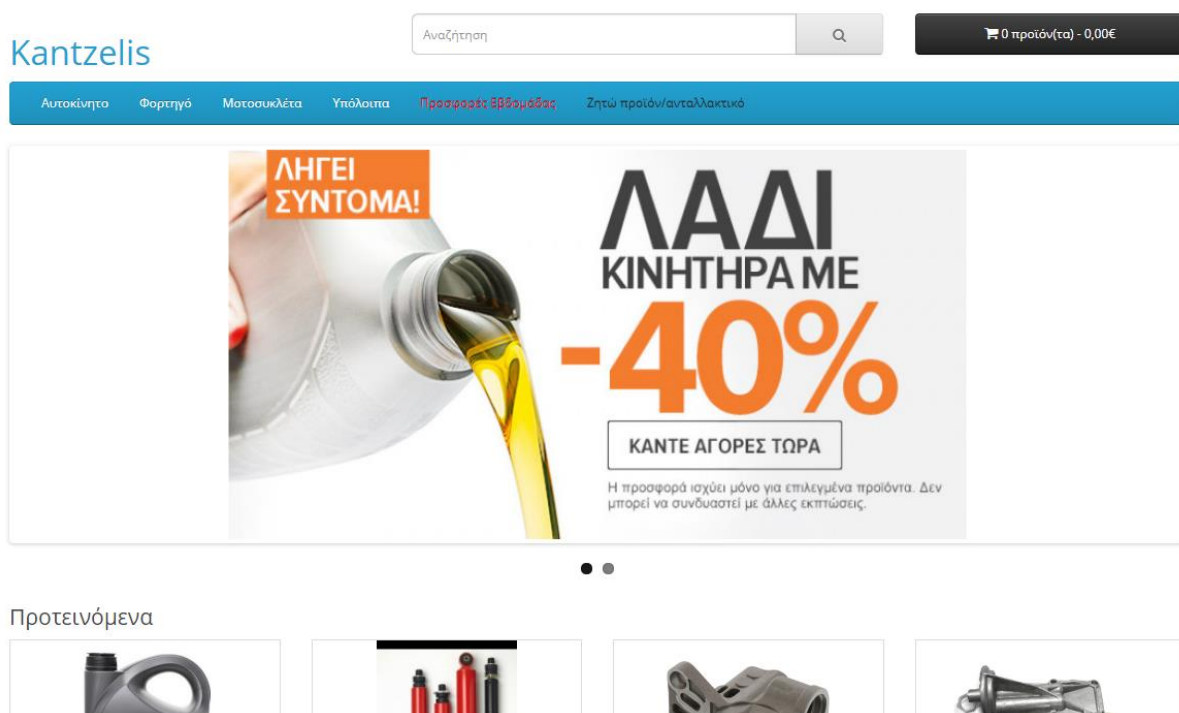 Kantzelis
Αναζήτηση
0 προϊόν(τα) - 0,00€
Αυτοκίνητο Φορτηγό Μοτοσυκλέτα Υπόλοιπα Προσφορές Εβδομάδας Ζητώ προϊόν/ανταλλακτικό
ΛΗΓΕΙ
ΣΥΝΤΟΜΑ!
ΛΑΔΙ
ΚΙΝΗΤΗΡΑ ΜΕ
-40%
ΚΑΝΤΕ ΑΓΟΡΕΣ ΤΩΡΑ
Η προσφορά ισχύει μόνο για επιλεγμένα προϊόντα. Δεν
μπορεί να συνδυαστεί με άλλες εκπτώσεις.
Προτεινόμενα